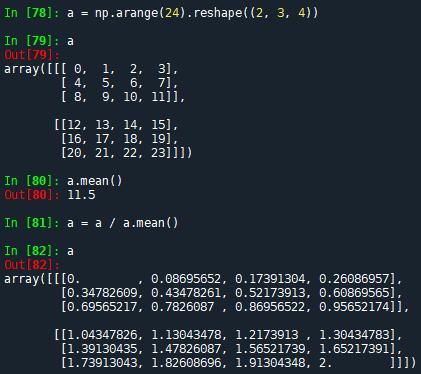 In [78]: a = np.arange(24).reshape((2, 3, 4))
In [79]: a
Out[79]:
array([[[ 0,  1,  2,  3],
        [ 4,  5,  6,  7],
        [ 8,  9, 10, 11]],
       [[12, 13, 14, 15],
        [16, 17, 18, 19],
        [20, 21, 22, 23]]])
In [80]: a.mean()
Out[80]: 11.5
In [81]: a = a / a.mean()
In [82]: a
Out[82]:
array([[[0.        , 0.08695652, 0.17391304, 0.26086957],
        [0.34782609, 0.43478261, 0.52173913, 0.60869565],
        [0.69565217, 0.7826087 , 0.86956522, 0.95652174]],
       [[1.04347826, 1.13043478, 1.2173913 , 1.30434783],
        [1.39130435, 1.47826087, 1.56521739, 1.65217391],
        [1.73913043, 1.82608696, 1.91304348, 2.        ]]])